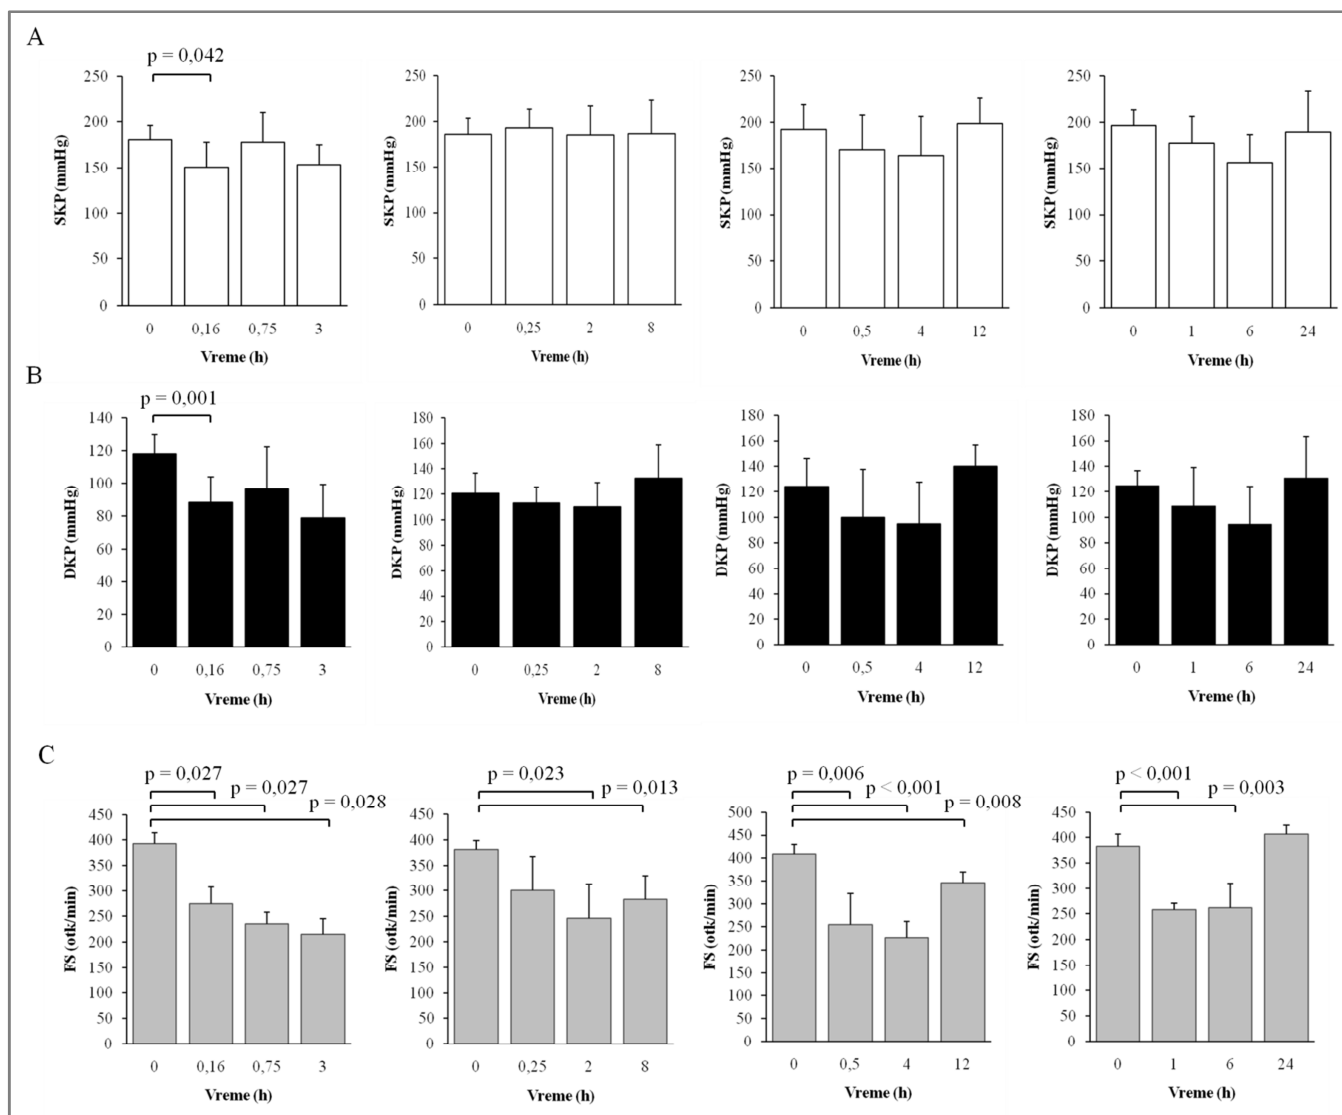 A
p = 0,042
SKP (mmHg)
250
200
150
100
50
0
0 0,16 0,75 3
Vreme (h)
SKP (mmHg)
250
200
150
100
50
0
0 0,25 2 8
Vreme (h)
SKP (mmHg)
250
200
150
100
50
0
0 0,5 4 12
Vreme (h)
SKP (mmHg)
250
200
150
100
50
0
0 1 6 24
Vreme (h)
B
p = 0,001
DKP (mmHg)
140
120
100
80
60
40
20
0
0 0,16 0,75 3
Vreme (h)
DKP (mmHg)
180
160
140
120
100
80
60
40
20
0
0 0,25 2 8
Vreme (h)
DKP (mmHg)
180
160
140
120
100
80
60
40
20
0
0 0,5 4 12
Vreme (h)
DKP (mmHg)
180
160
140
120
100
80
60
40
20
0
0 1 6 24
Vreme (h)
C
p = 0,027
p = 0,027
p = 0,028
FS (otk/min)
450
400
350
300
250
200
150
100
50
0
0 0,16 0,75 3
Vreme (h)
p = 0,023
p = 0,013
FS (otk/min)
450
400
350
300
250
200
150
100
50
0
0 0,25 2 8
Vreme (h)
p = 0,006
p < 0,001
p = 0,008
FS (otk/min)
500
450
400
350
300
250
200
150
100
50
0
0 0,5 4 12
Vreme (h)
p < 0,001
p = 0,003
FS (otk/min)
450
400
350
300
250
200
150
100
50
0
0 1 6 24
Vreme (h)